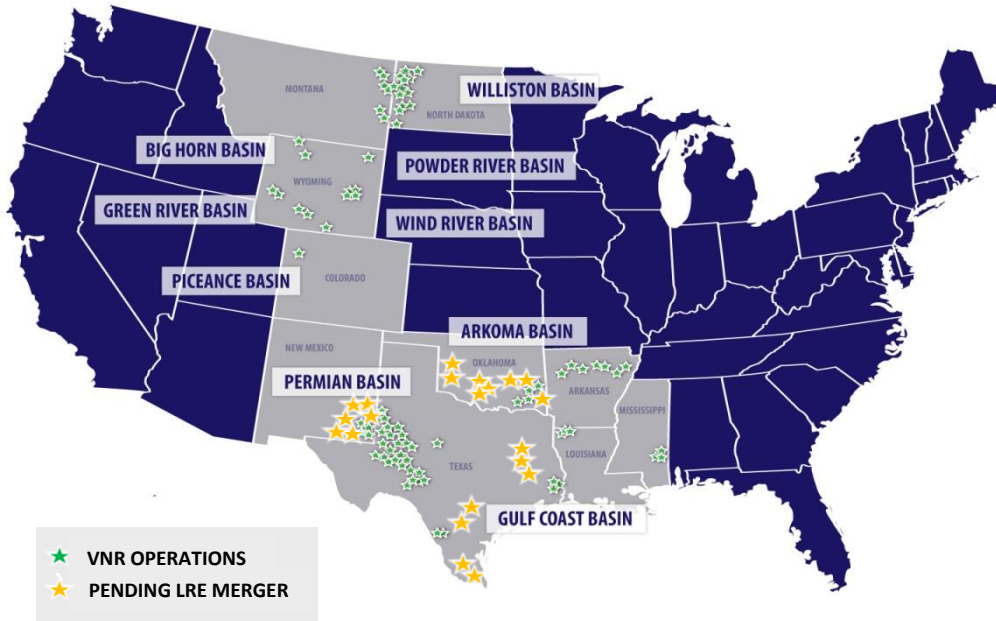 MONTANA
NORTH DAKOTA
WILLISTON BASIN
BIG HORN BASIN
POWDER RIVER BASIN
WYOMING
GREEN RIVER BASIN
WIND RIVER BASIN
PICEANCE BASIN
COLORADO
ARKOMA BASIN
NEW MEXICO
OKLAHOMA
PERMIAN BASIN
ARKANSAS
MISSISSIPPI
TEXAS
LOUISIANA
GULF COAST BASIN
VNR OPERATIONS
PENDING LRE MERGER